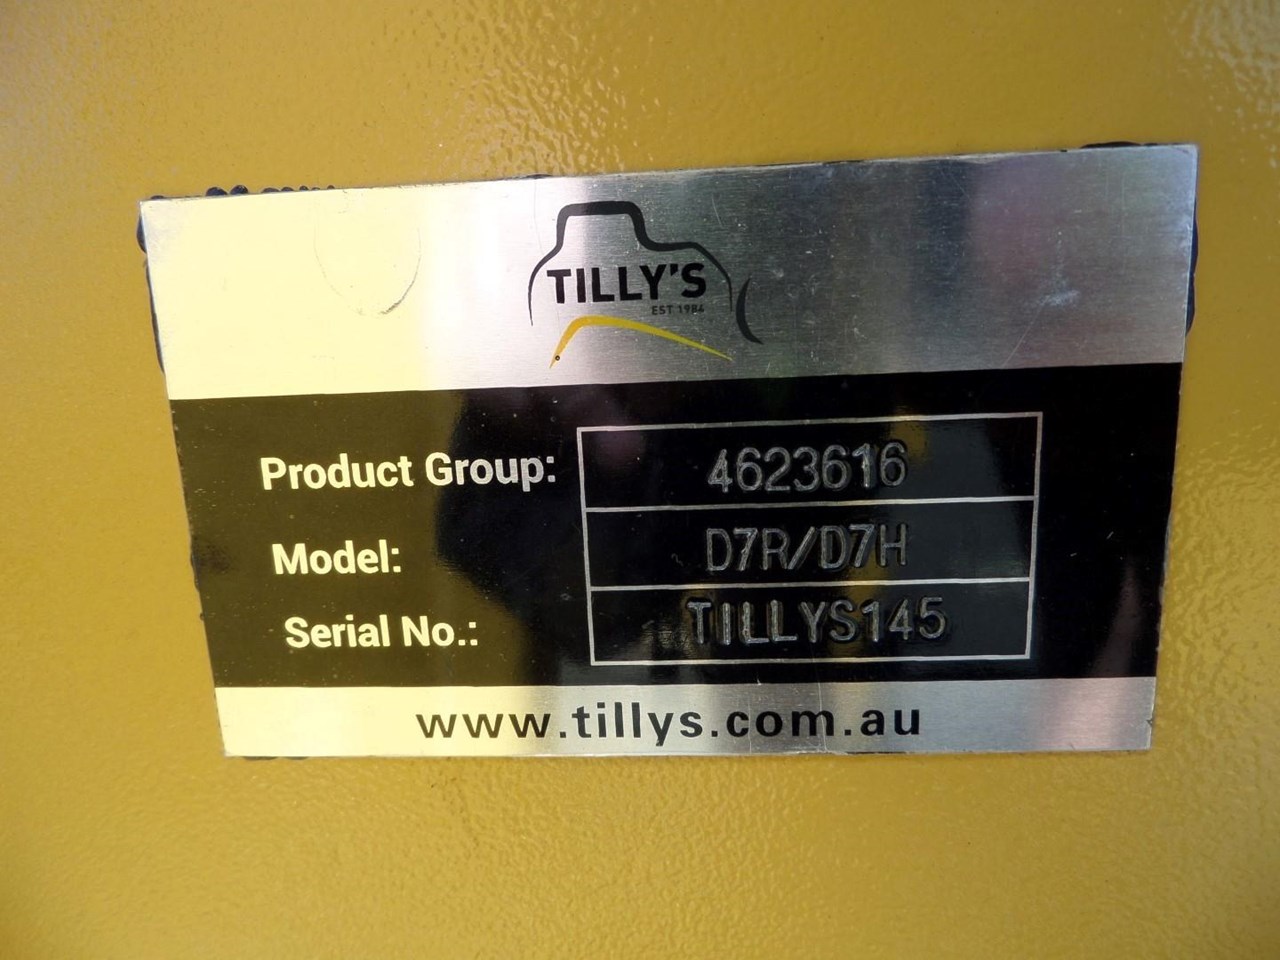 TILLY'S
EST 1984
Product Group: 4623616
Model: D7R/D7H
Serial No.: TILLYS145
www.tillys.com.au